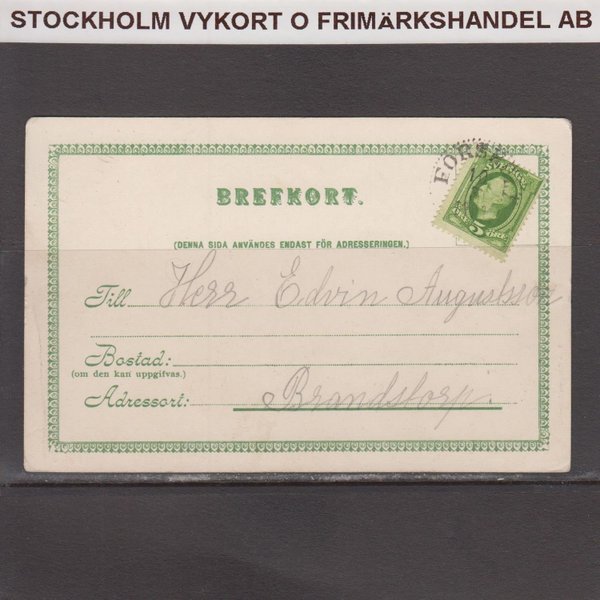 STOCKHOLM VYKORT O FRIMÄRKSHANDEL AB
BREFKORT.
(DENNA SIDA ANVÄNDES ENDAST FÖR ADRESSERINGEN.)
Till Herr Edvin Augustsson
Bostad:
(om den kan uppgifvas.)
Adressort: Brandstorp.